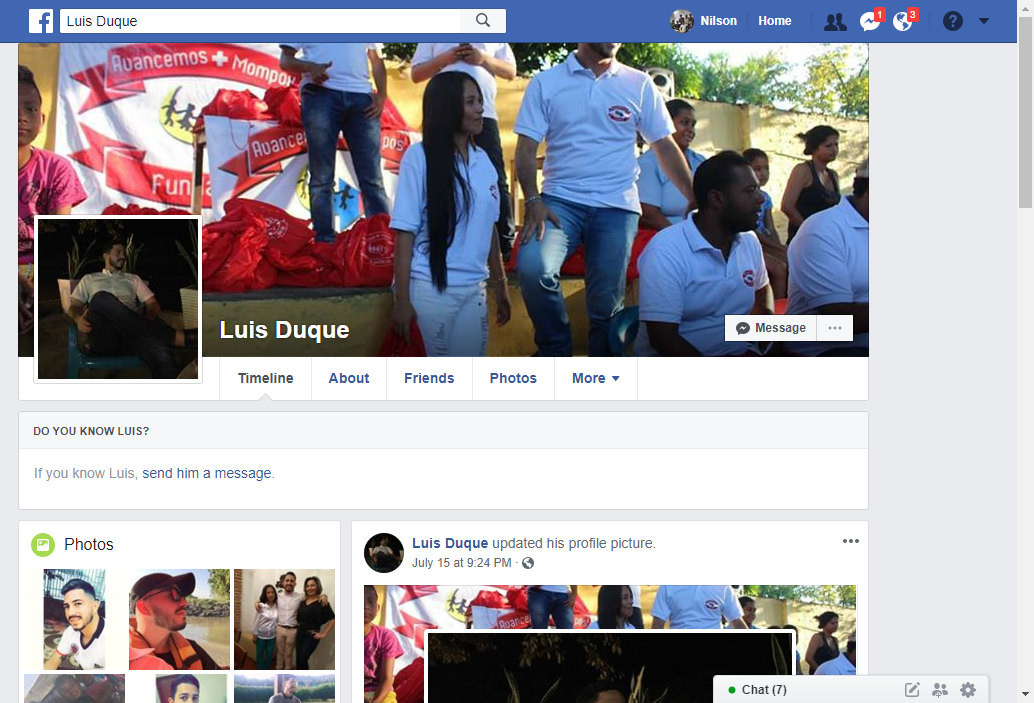 Luis Duque
Nilson
Home
1
3
Avancemos + Mompox
Avance
pos
Fun
Luis Duque
Message
Timeline
About
Friends
Photos
More
DO YOU KNOW LUIS?
If you know Luis, send him a message.
Photos
Luis Duque updated his profile picture.
July 15 at 9:24 PM ·
Chat (7)